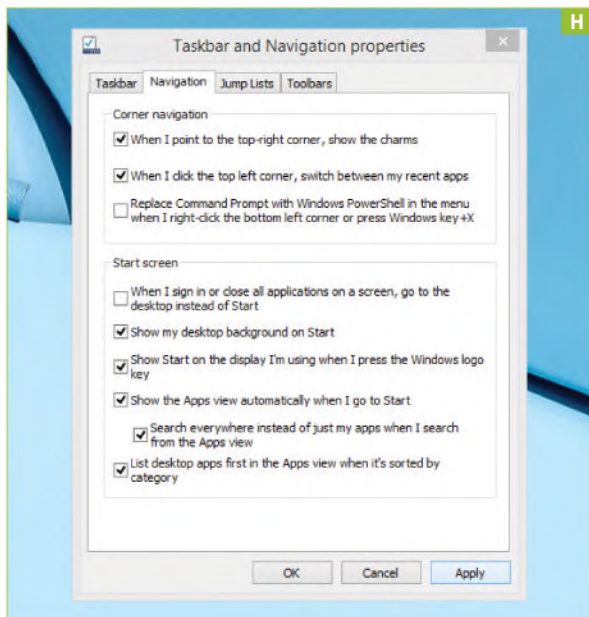 H
Taskbar and Navigation properties
Taskbar
Navigation
Jump Lists
Toolbars
Corner navigation
When I point to the top-right corner, show the charms
When I click the top left corner, switch between my recent apps
Replace Command Prompt with Windows PowerShell in the menu
when I right-click the bottom left corner or press Windows key+X
Start screen
When I sign in or close all applications on a screen, go to the
desktop instead of Start
Show my desktop background on Start
Show Start on the display I'm using when I press the Windows logo
key
Show the Apps view automatically when I go to Start
Search everywhere instead of just my apps when I search
from the Apps view
List desktop apps first in the Apps view when it's sorted by
category
OK
Cancel
Apply